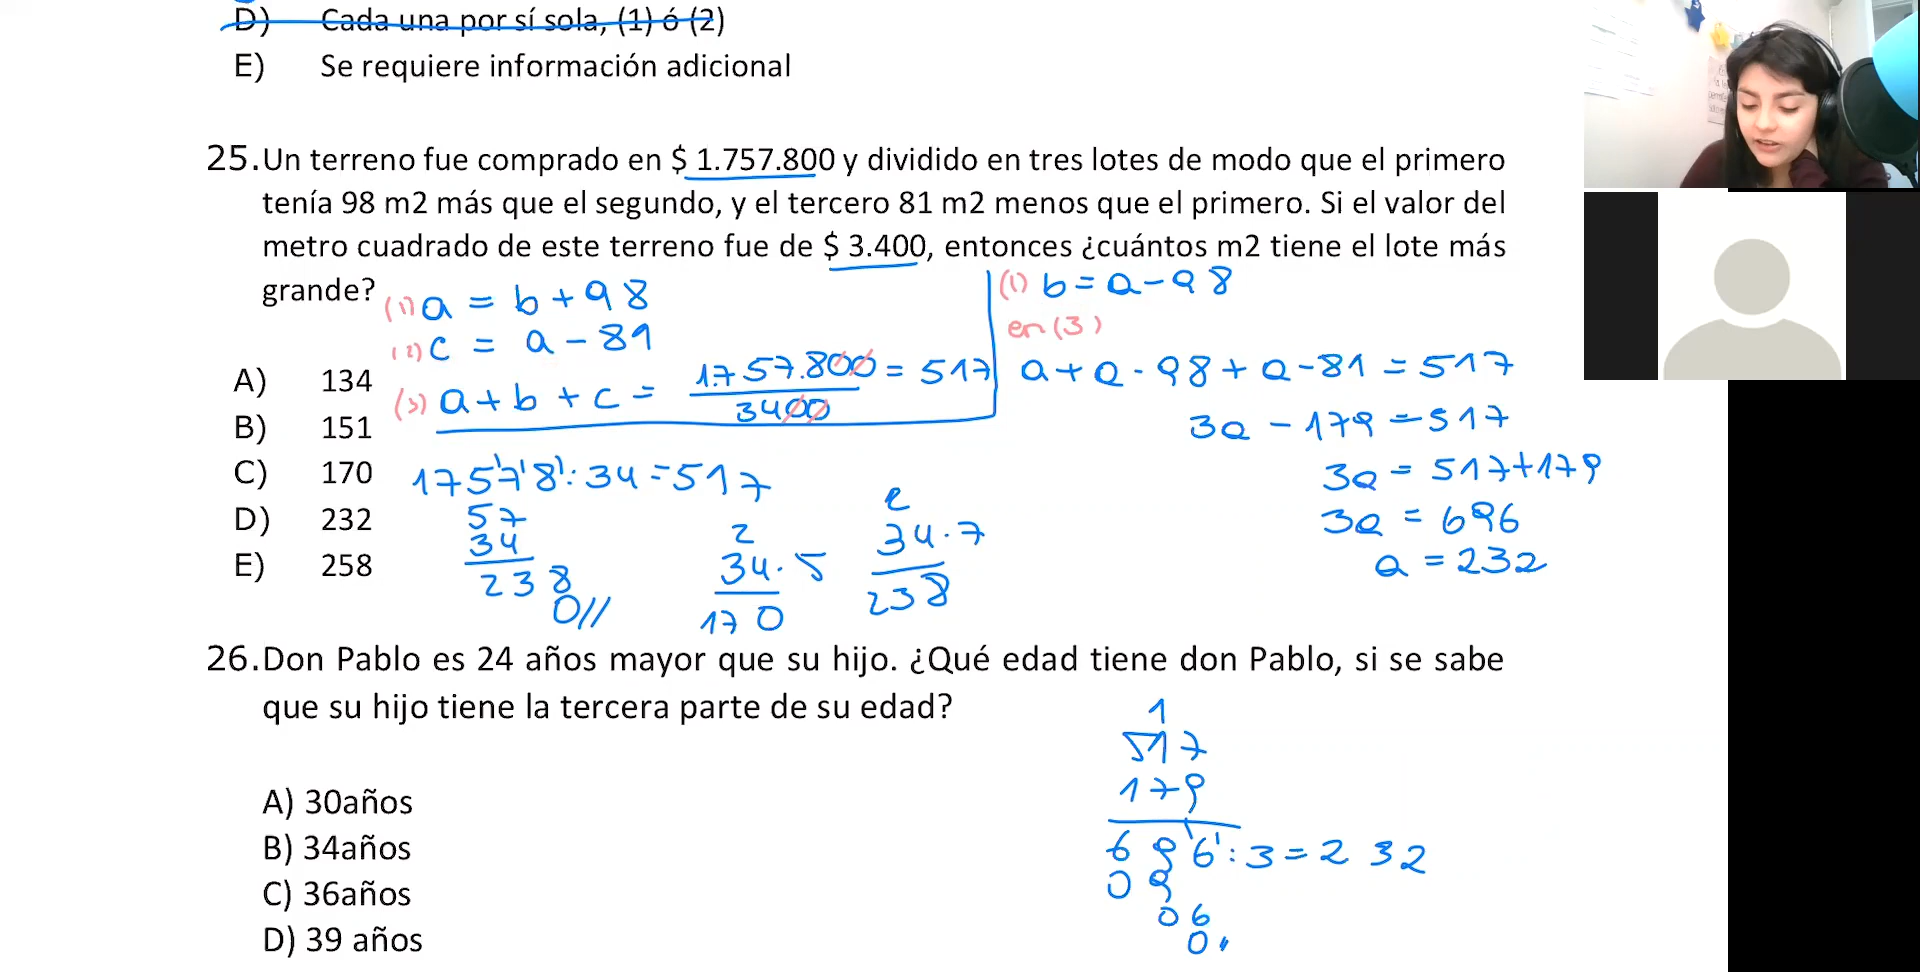 D) Cada una por sí sola, (1) ó (2)
E) Se requiere información adicional
25. Un terreno fue comprado en $ 1.757.800 y dividido en tres lotes de modo que el primero
tenía 98 m2 más que el segundo, y el tercero 81 m2 menos que el primero. Si el valor del
metro cuadrado de este terreno fue de $ 3.400, entonces ¿cuántos m2 tiene el lote más
grande?
(1) a = b + 98
(2) c = a - 81
(3) a + b + c = 1.757.800 = 517
3400
(1) b = a - 98
en (3)
a + a - 98 + a - 81 = 517
3a - 179 = 517
3a = 517 + 179
3a = 696
a = 232
A) 134
B) 151
C) 170
D) 232
E) 258
17578 : 34 = 517
57
34
238
0//
2
34 · 5
170
2
34 · 7
238
26. Don Pablo es 24 años mayor que su hijo. ¿Qué edad tiene don Pablo, si se sabe
que su hijo tiene la tercera parte de su edad?
1
517
179
696 : 3 = 232
09
06
0
A) 30años
B) 34años
C) 36años
D) 39 años